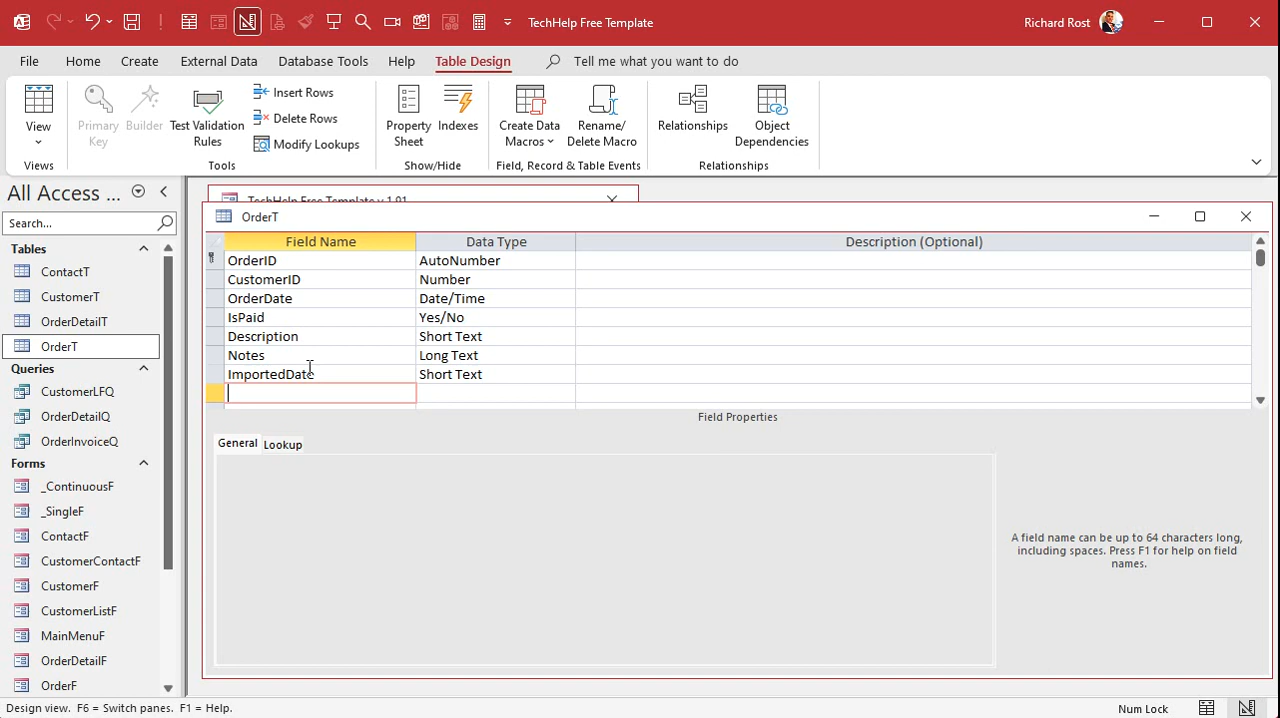 TechHelp Free Template
Richard Rost
File Home Create External Data Database Tools Help Table Design Tell me what you want to do
View
Primary Key
Builder
Test Validation Rules
Insert Rows
Delete Rows
Modify Lookups
Property Sheet
Indexes
Create Data Macros
Rename/ Delete Macro
Relationships
Object Dependencies
Views Tools Show/Hide Field, Record & Table Events Relationships
All Access ...
Search...
Tables
ContactT
CustomerT
OrderDetailT
OrderT
Queries
CustomerLFQ
OrderDetailQ
OrderInvoiceQ
Forms
_ContinuousF
_SingleF
ContactF
CustomerContactF
CustomerF
CustomerListF
MainMenuF
OrderDetailF
OrderF
TechHelp Free Template v 1.91
OrderT
Field Name Data Type Description (Optional)
OrderID AutoNumber
CustomerID Number
OrderDate Date/Time
IsPaid Yes/No
Description Short Text
Notes Long Text
ImportedDate Short Text
Field Properties
General Lookup
A field name can be up to 64 characters long,
including spaces. Press F1 for help on field
names.
Design view. F6 = Switch panes. F1 = Help.
Num Lock